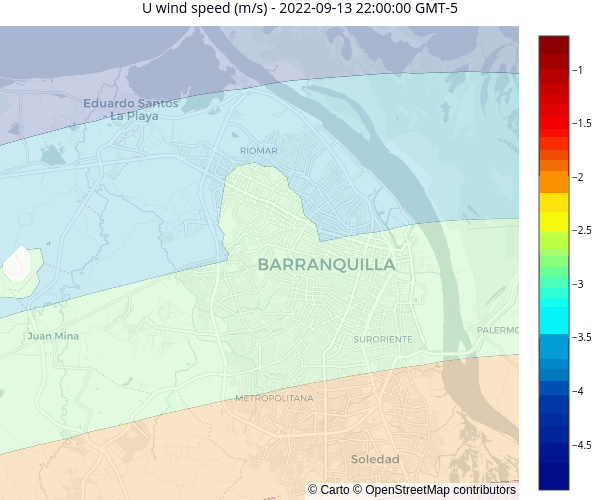 U wind speed (m/s) - 2022-09-13 22:00:00 GMT-5
Eduardo Santos
- La Playa
RIOMAR
BARRANQUILLA
Juan Mina
SURORIENTE
PALERMO
METROPOLITANA
Soledad
© Carto © OpenStreetMap contributors
−1
−1.5
−2
−2.5
−3
−3.5
−4
−4.5